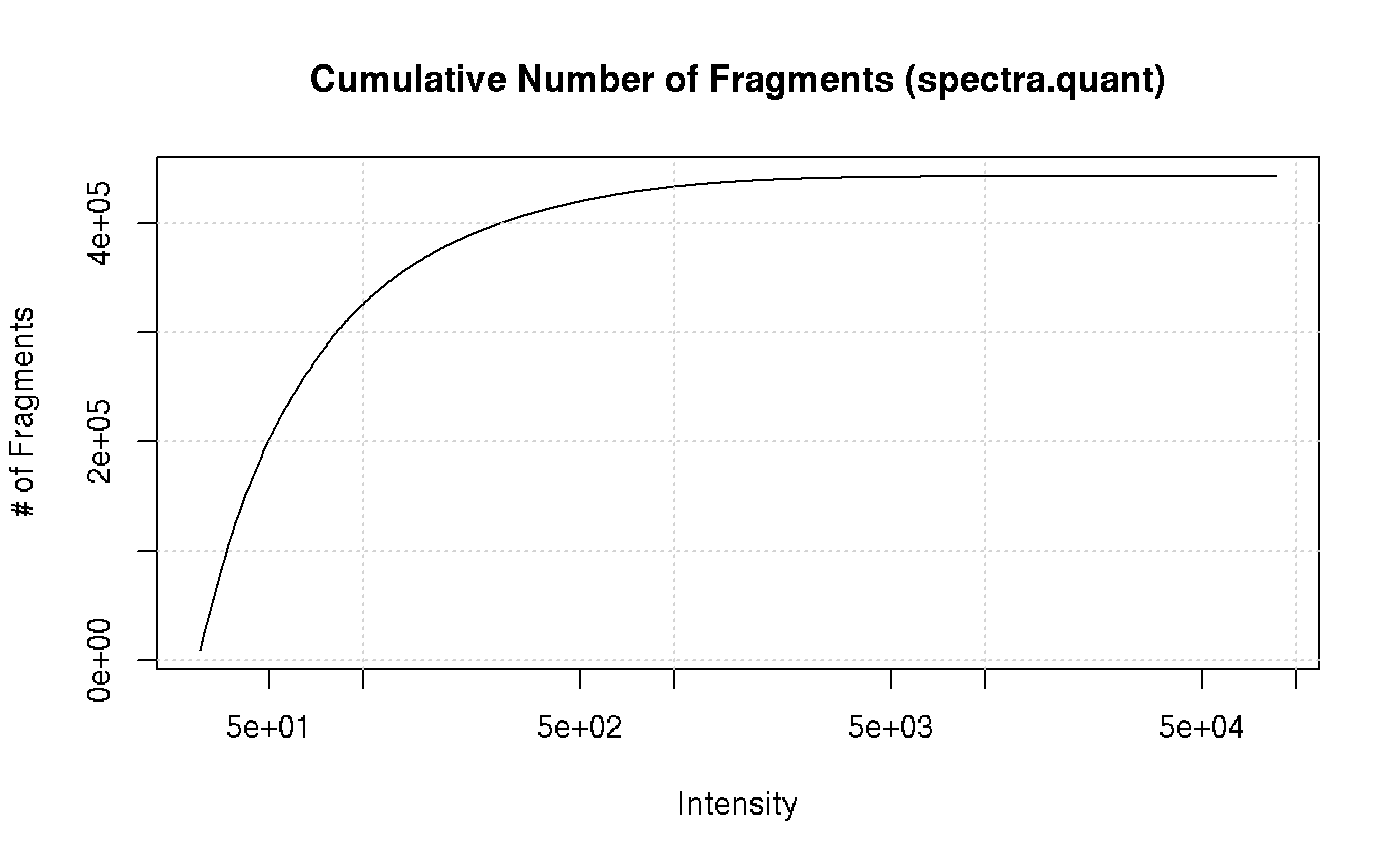 Cumulative Number of Fragments (spectra.quant)
# of Fragments
4e+05
2e+05
0e+00
5e+01 5e+02 5e+03 5e+04
Intensity